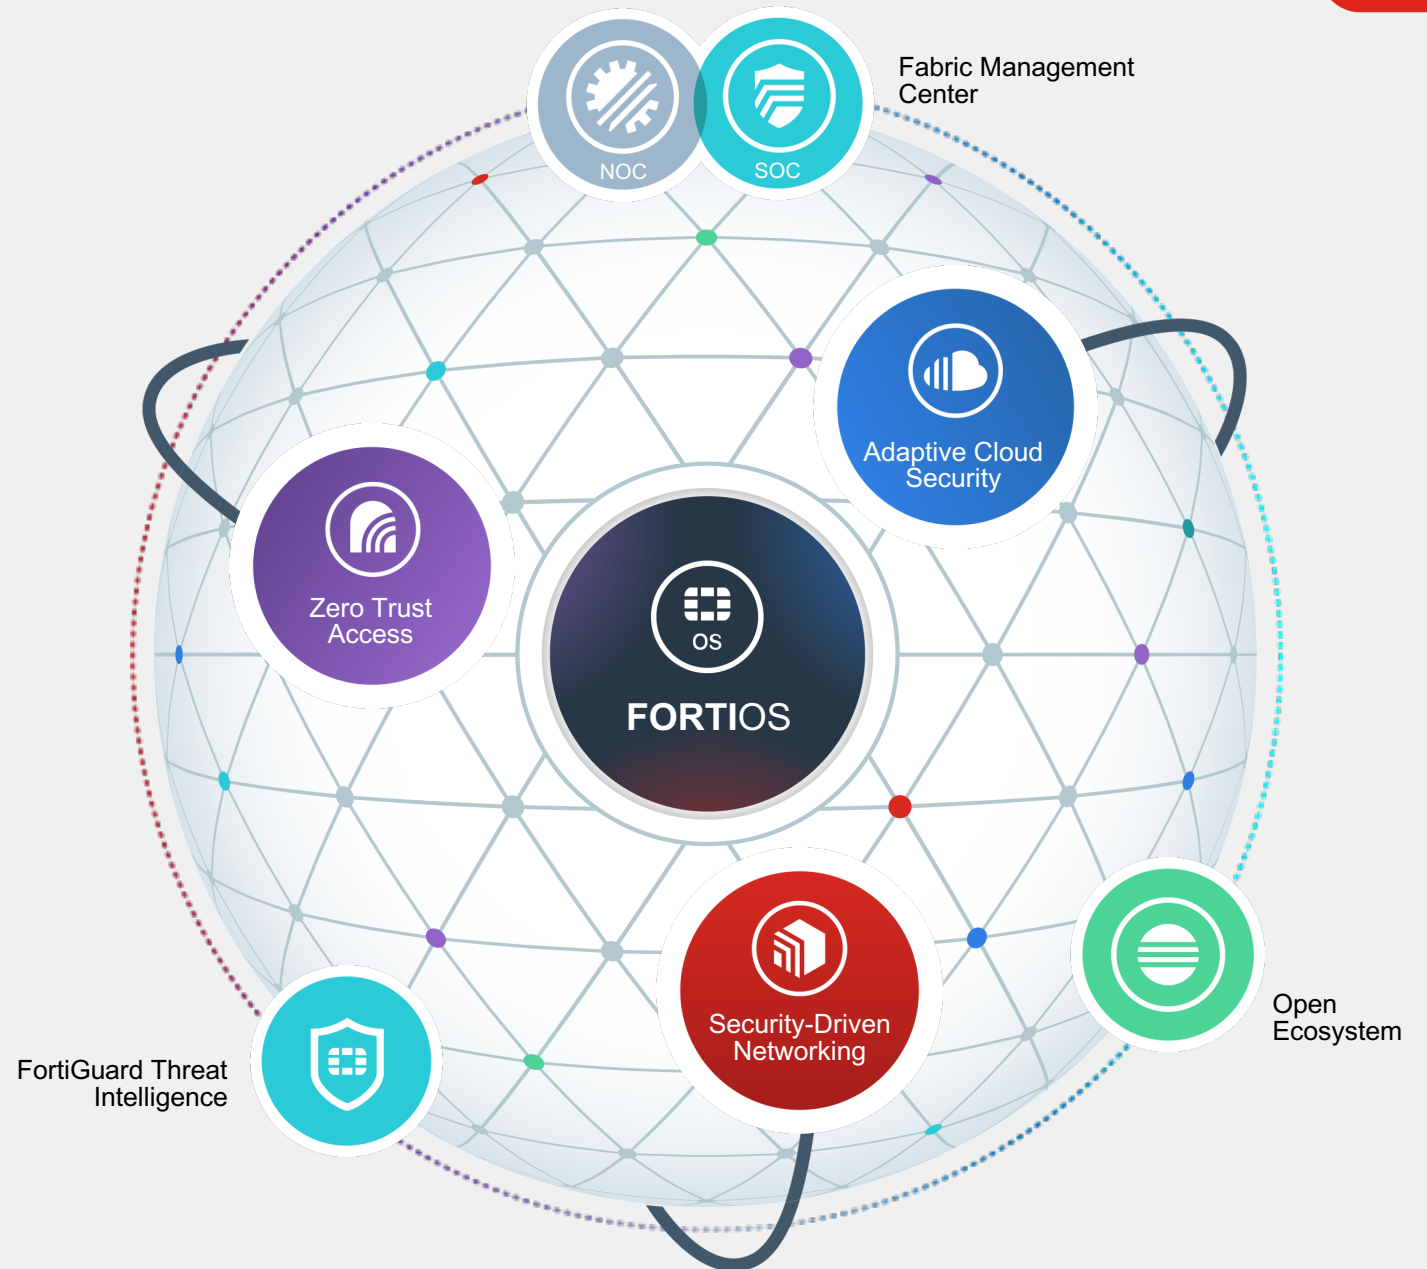 Fabric Management
Center
NOC
SOC
Adaptive Cloud
Security
Zero Trust
Access
OS
FORTIOS
Security-Driven
Networking
Open
Ecosystem
FortiGuard Threat
Intelligence